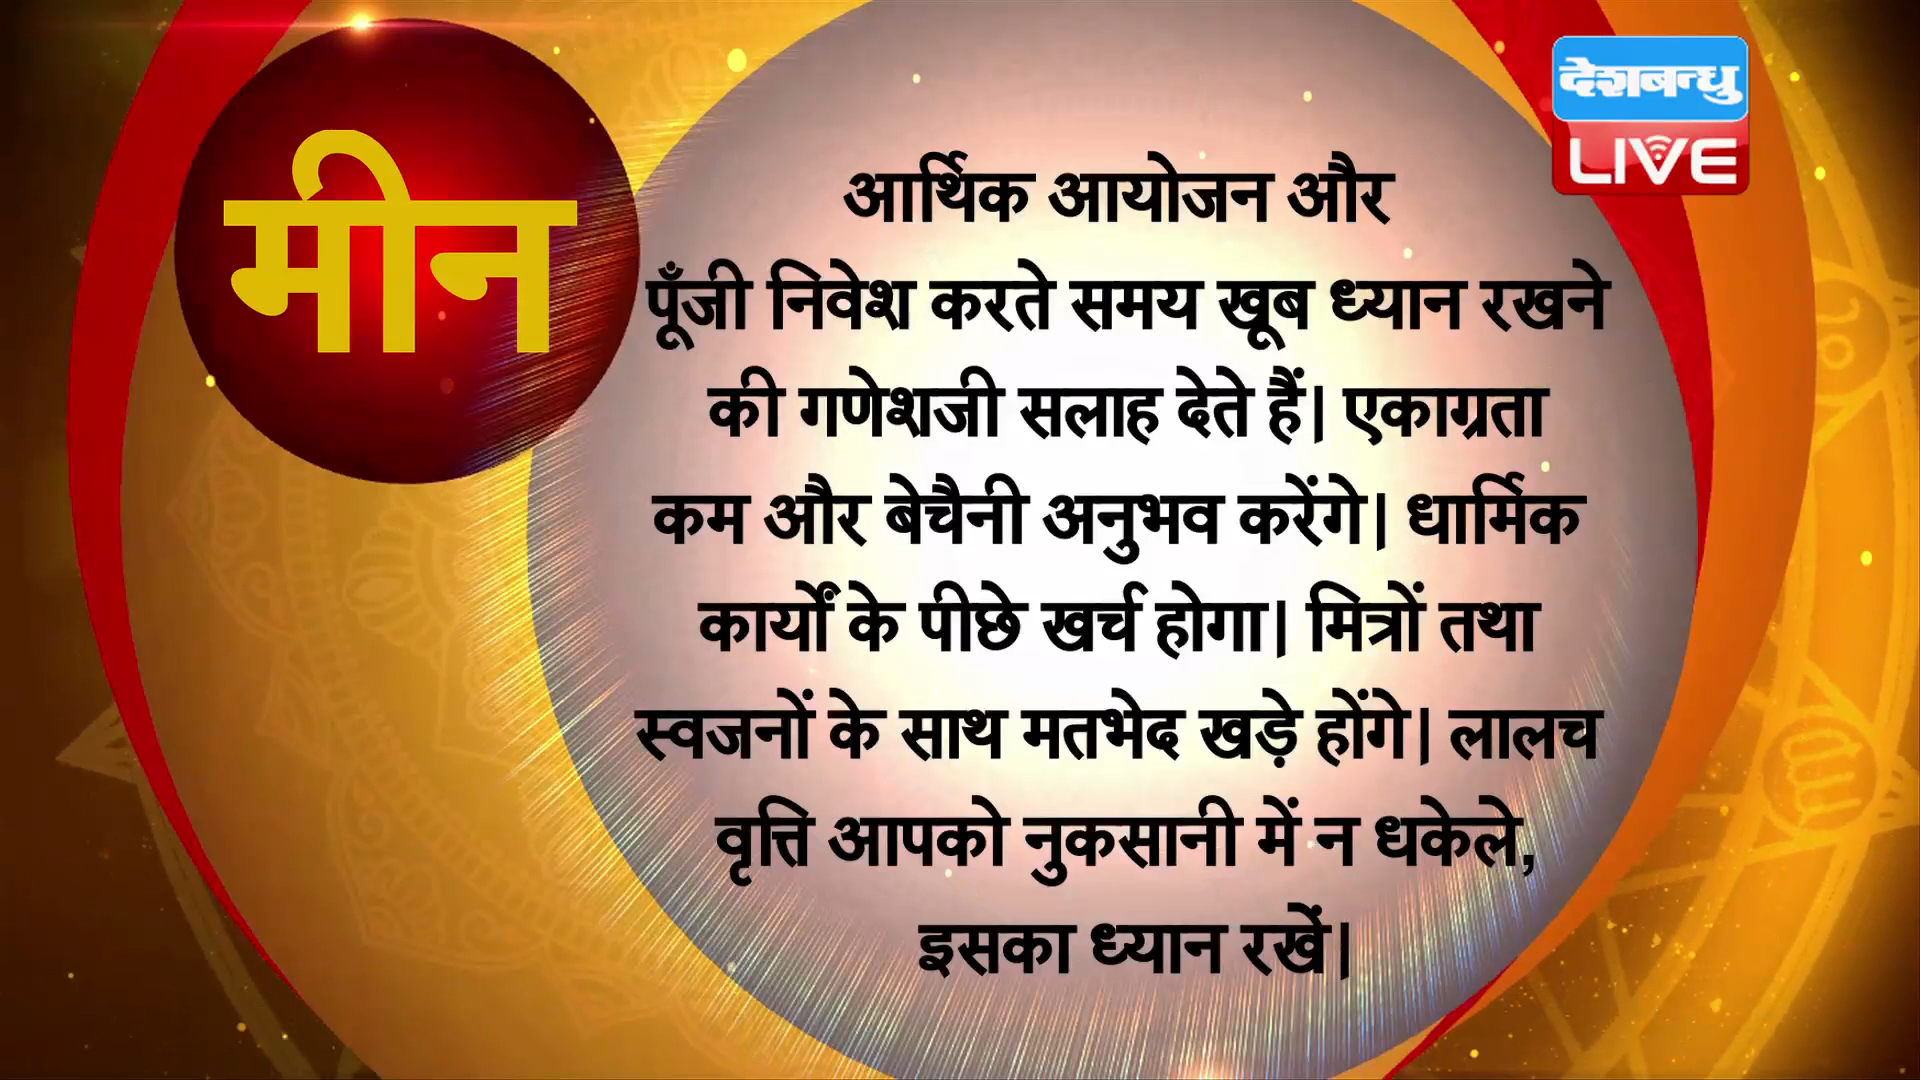 मीन
देशबन्धु
LIVE
आर्थिक आयोजन और
पूँजी निवेश करते समय खूब ध्यान रखने
की गणेशजी सलाह देते हैं| एकाग्रता
कम और बेचैनी अनुभव करेंगे| धार्मिक
कार्यों के पीछे खर्च होगा| मित्रों तथा
स्वजनों के साथ मतभेद खड़े होंगे| लालच
वृत्ति आपको नुकसानी में न धकेले,
इसका ध्यान रखें|